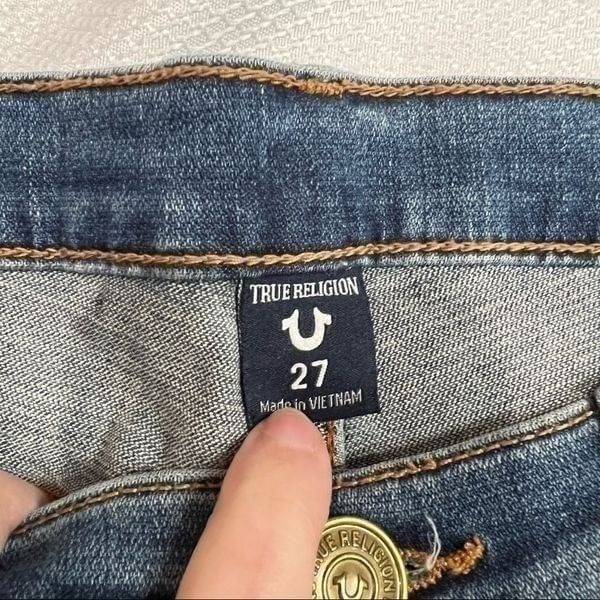 TRUE RELIGION
27
Made in VIETNAM
TRUE RELIGION